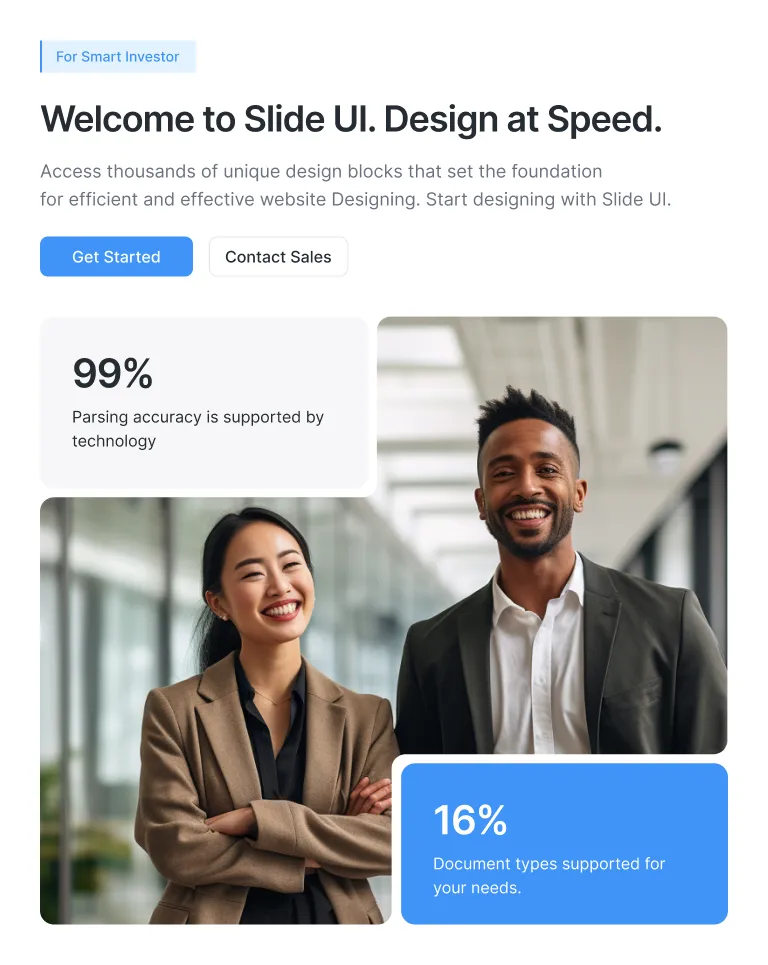 For Smart Investor
Welcome to Slide UI. Design at Speed.
Access thousands of unique design blocks that set the foundation
for efficient and effective website Designing. Start designing with Slide UI.
Get Started
Contact Sales
99%
Parsing accuracy is supported by
technology
16%
Document types supported for
your needs.